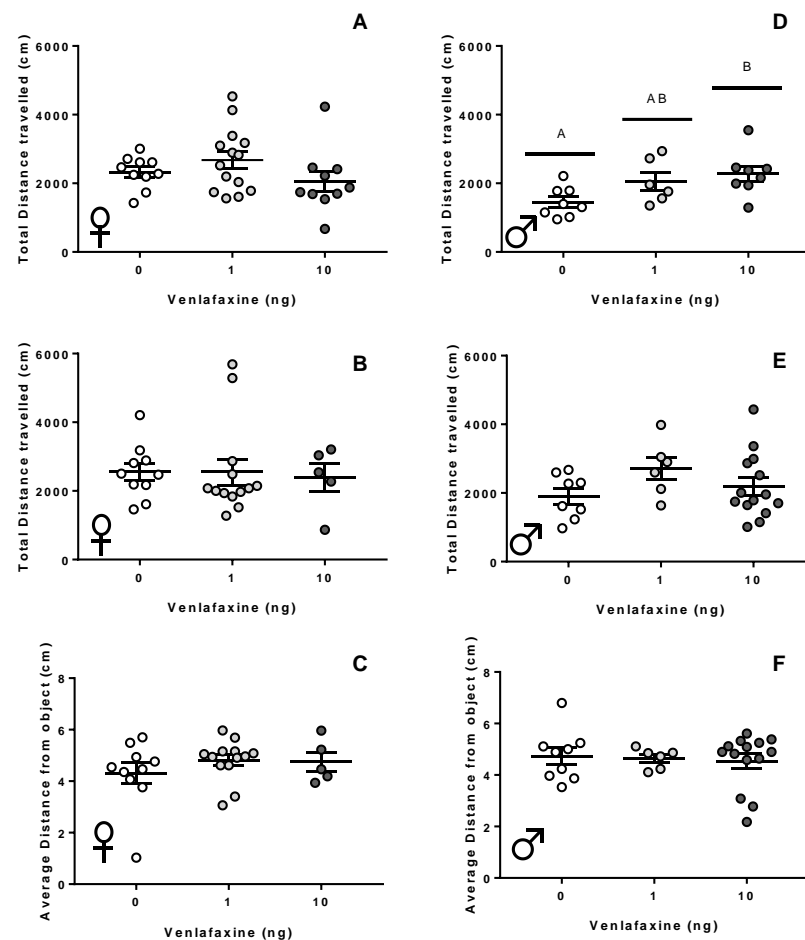 A
Total Distance travelled (cm)
6000
4000
2000
0
0 1 10
Venlafaxine (ng)
D
Total Distance travelled (cm)
6000
4000
2000
0
A
A B
B
0 1 10
Venlafaxine (ng)
B
Total Distance travelled (cm)
6000
4000
2000
0
0 1 10
Venlafaxine (ng)
E
Total Distance travelled (cm)
6000
4000
2000
0
0 1 10
Venlafaxine (ng)
C
Average Distance from object (cm)
8
6
4
2
0
0 1 10
Venlafaxine (ng)
F
Average Distance from object (cm)
8
6
4
2
0
0 1 10
Venlafaxine (ng)